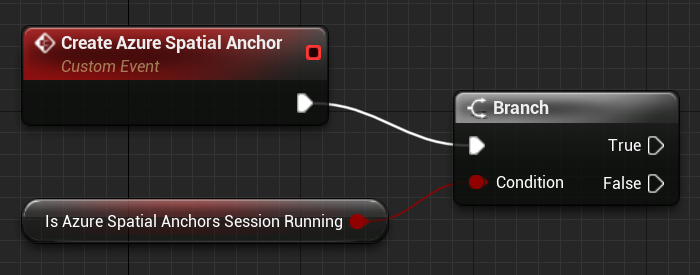 Create Azure Spatial Anchor
Custom Event
Branch
True
Condition
False
Is Azure Spatial Anchors Session Running